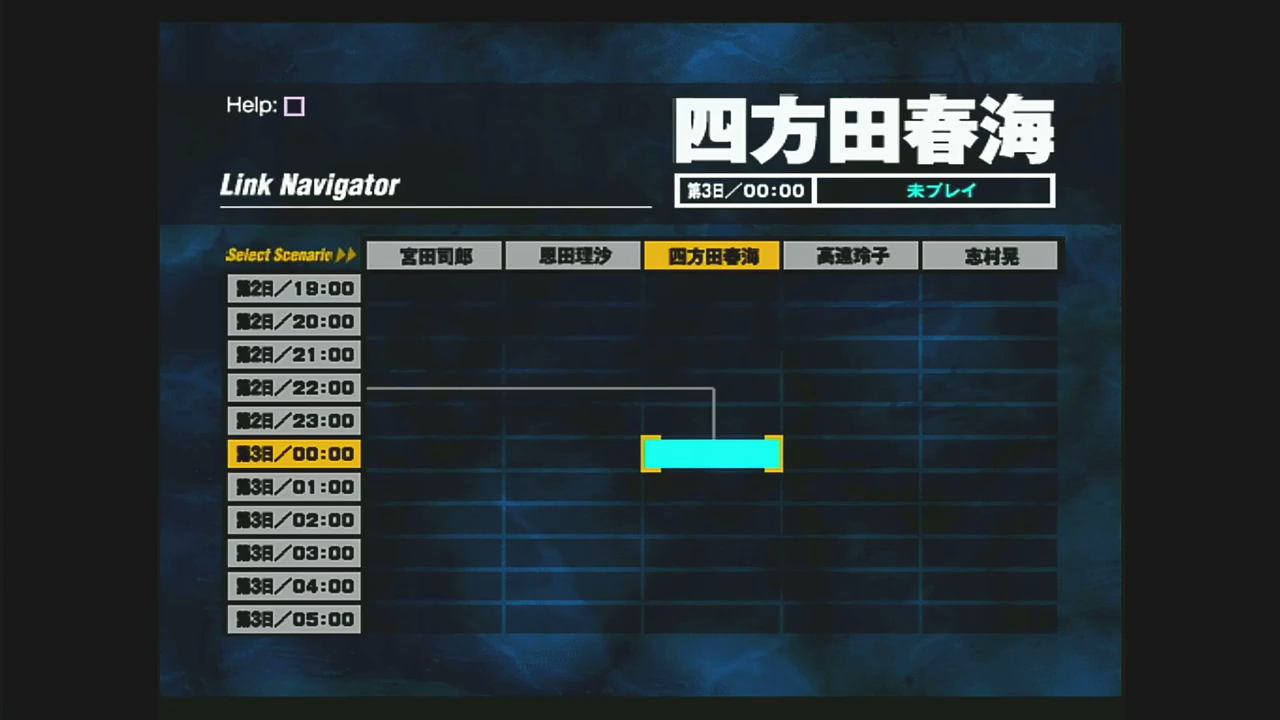 Help: □
四方田春海
Link Navigator
第3日／00:00
未プレイ
Select Scenario
宮田司郎
恩田理沙
四方田春海
高遠玲子
志村晃
第2日／19:00
第2日／20:00
第2日／21:00
第2日／22:00
第2日／23:00
第3日／00:00
第3日／01:00
第3日／02:00
第3日／03:00
第3日／04:00
第3日／05:00